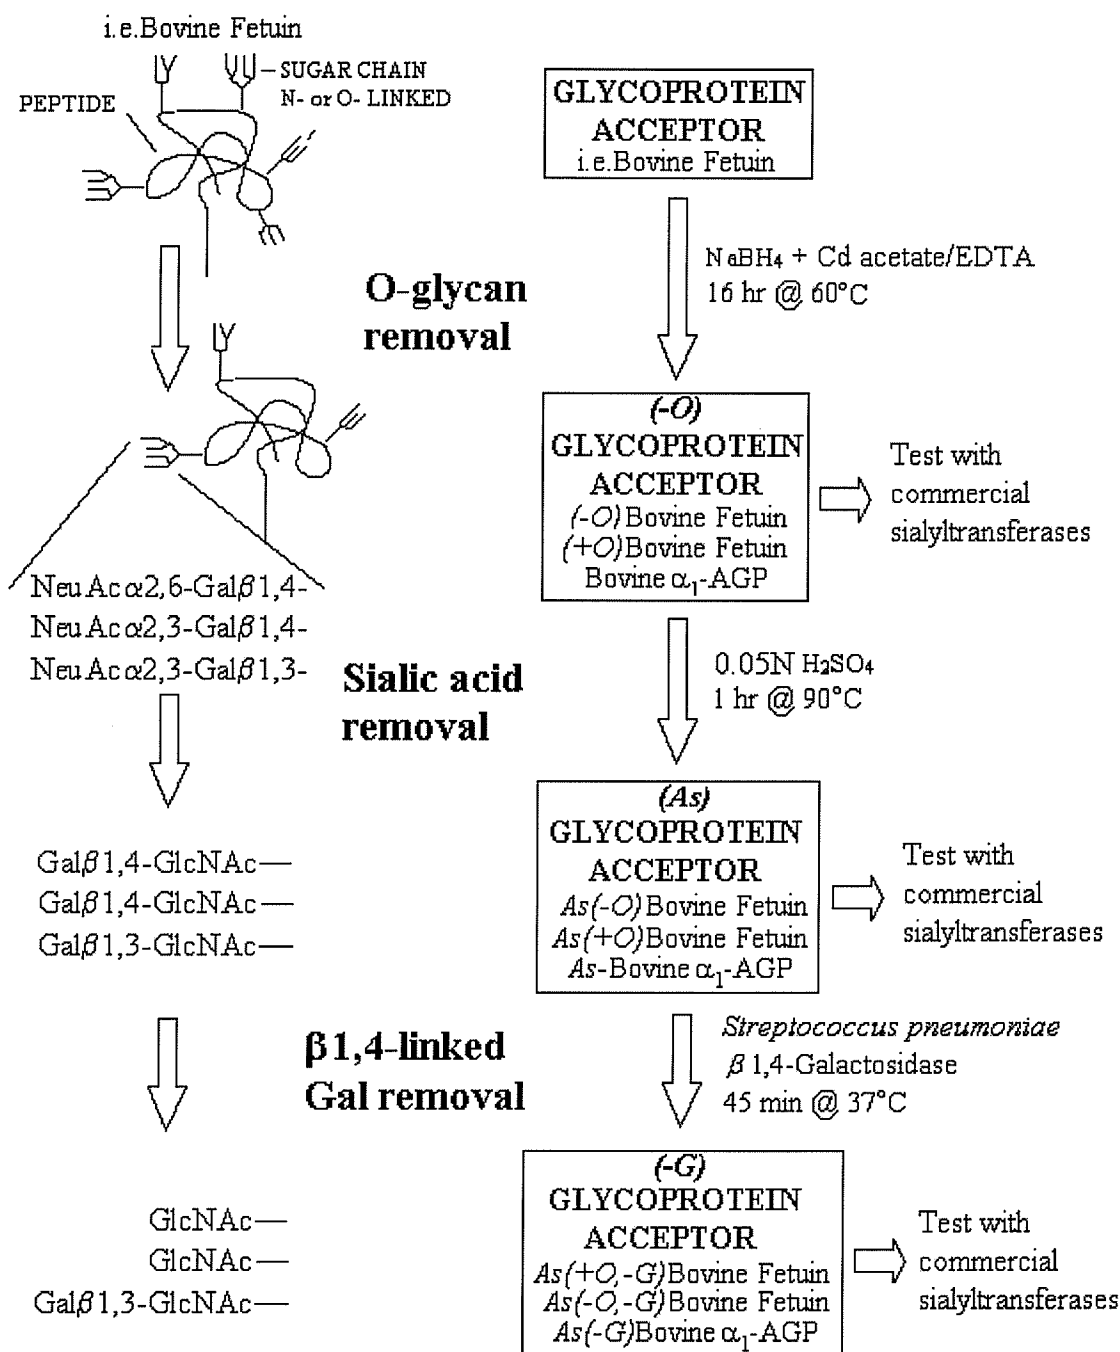 i.e.Bovine Fetuin
SUGAR CHAIN
N- or O- LINKED
PEPTIDE
GLYCOPROTEIN
ACCEPTOR
i.e.Bovine Fetuin
NaBH₄ + Cd acetate/EDTA
16 hr @ 60°C
O-glycan
removal
(-O)
GLYCOPROTEIN
ACCEPTOR
(-O)Bovine Fetuin
(+O)Bovine Fetuin
Bovine α₁-AGP
Test with
commercial
sialyltransferases
NeuAcα2,6-Galβ1,4-
NeuAcα2,3-Galβ1,4-
NeuAcα2,3-Galβ1,3-
Sialic acid
removal
0.05N H₂SO₄
1 hr @ 90°C
(As)
GLYCOPROTEIN
ACCEPTOR
As(-O)Bovine Fetuin
As(+O)Bovine Fetuin
As-Bovine α₁-AGP
Test with
commercial
sialyltransferases
Galβ1,4-GlcNAc—
Galβ1,4-GlcNAc—
Galβ1,3-GlcNAc—
β1,4-linked
Gal removal
Streptococcus pneumoniae
β 1,4-Galactosidase
45 min @ 37°C
(-G)
GLYCOPROTEIN
ACCEPTOR
As(+O,-G)Bovine Fetuin
As(-O,-G)Bovine Fetuin
As(-G)Bovine α₁-AGP
Test with
commercial
sialyltransferases
GlcNAc—
GlcNAc—
Galβ1,3-GlcNAc—